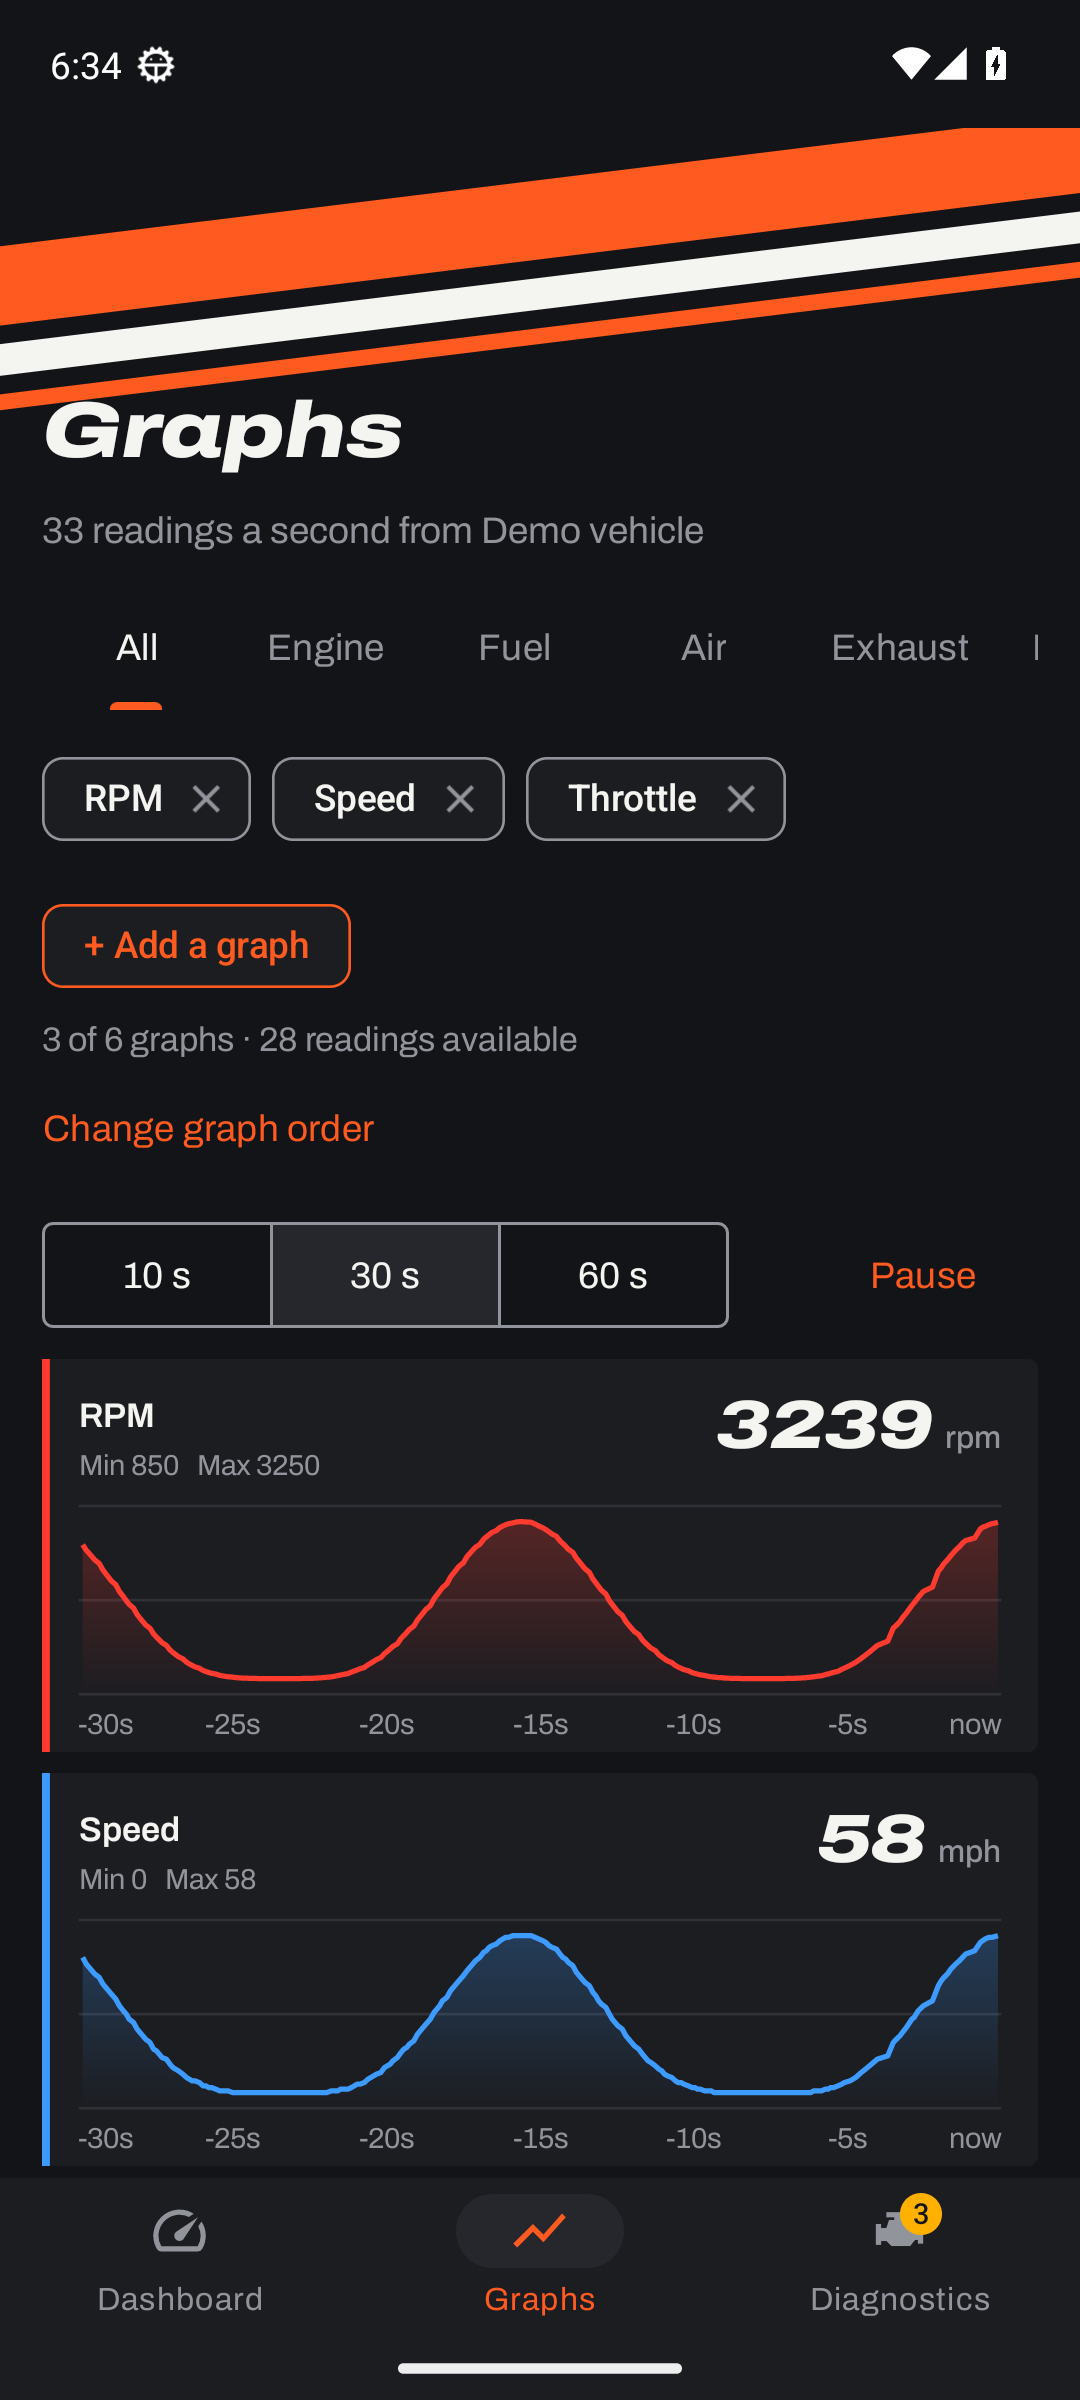 6:34
Graphs
33 readings a second from Demo vehicle
All Engine Fuel Air Exhaust
RPM Speed Throttle
+ Add a graph
3 of 6 graphs · 28 readings available
Change graph order
10 s 30 s 60 s Pause
RPM 3239 rpm
Min 850 Max 3250
-30s -25s -20s -15s -10s -5s now
Speed 58 mph
Min 0 Max 58
-30s -25s -20s -15s -10s -5s now
3
Dashboard Graphs Diagnostics